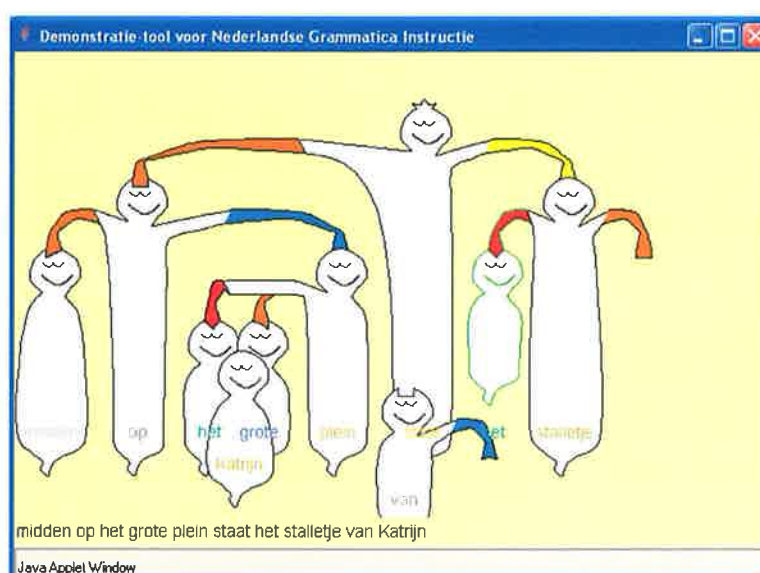 Demonstratie-tool voor Nederlandse Grammatica Instructie
op het grote plein stalletje
Katrijn
van
midden op het grote plein staat het stalletje van Katrijn
Java Applet Window